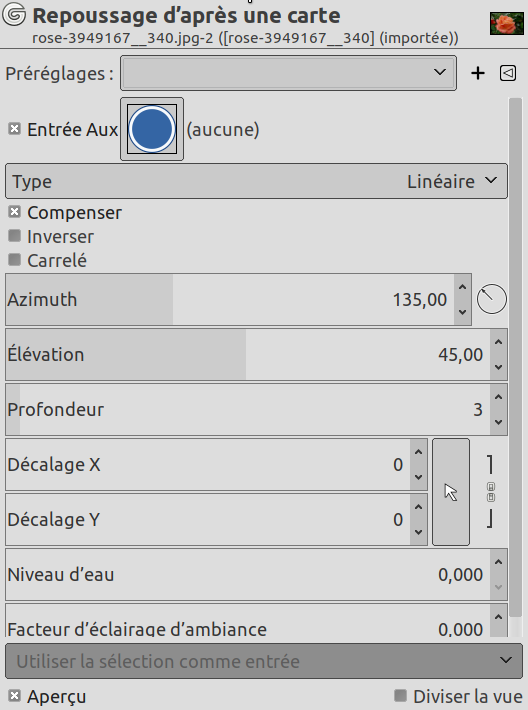 Repoussage d’après une carte
rose-3949167__340.jpg-2 ([rose-3949167__340] (importée))
Préréglages :
Entrée Aux (aucune)
Type Linéaire
Compenser
Inverser
Carrelé
Azimuth 135,00
Élévation 45,00
Profondeur 3
Décalage X 0
Décalage Y 0
Niveau d’eau 0,000
Facteur d’éclairage d’ambiance 0,000
Utiliser la sélection comme entrée
Aperçu Diviser la vue